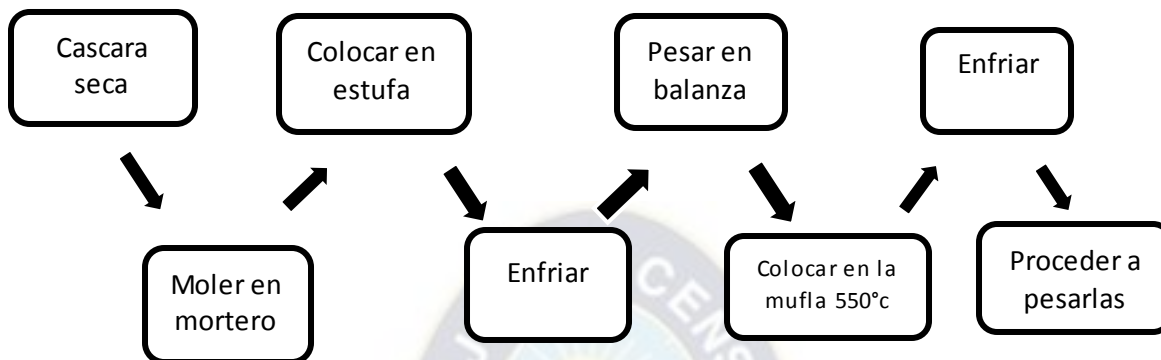 Cascara
seca
Moler en
mortero
Colocar en
estufa
Enfriar
Pesar en
balanza
Colocar en la
mufla 550°c
Enfriar
Proceder a
pesarlas